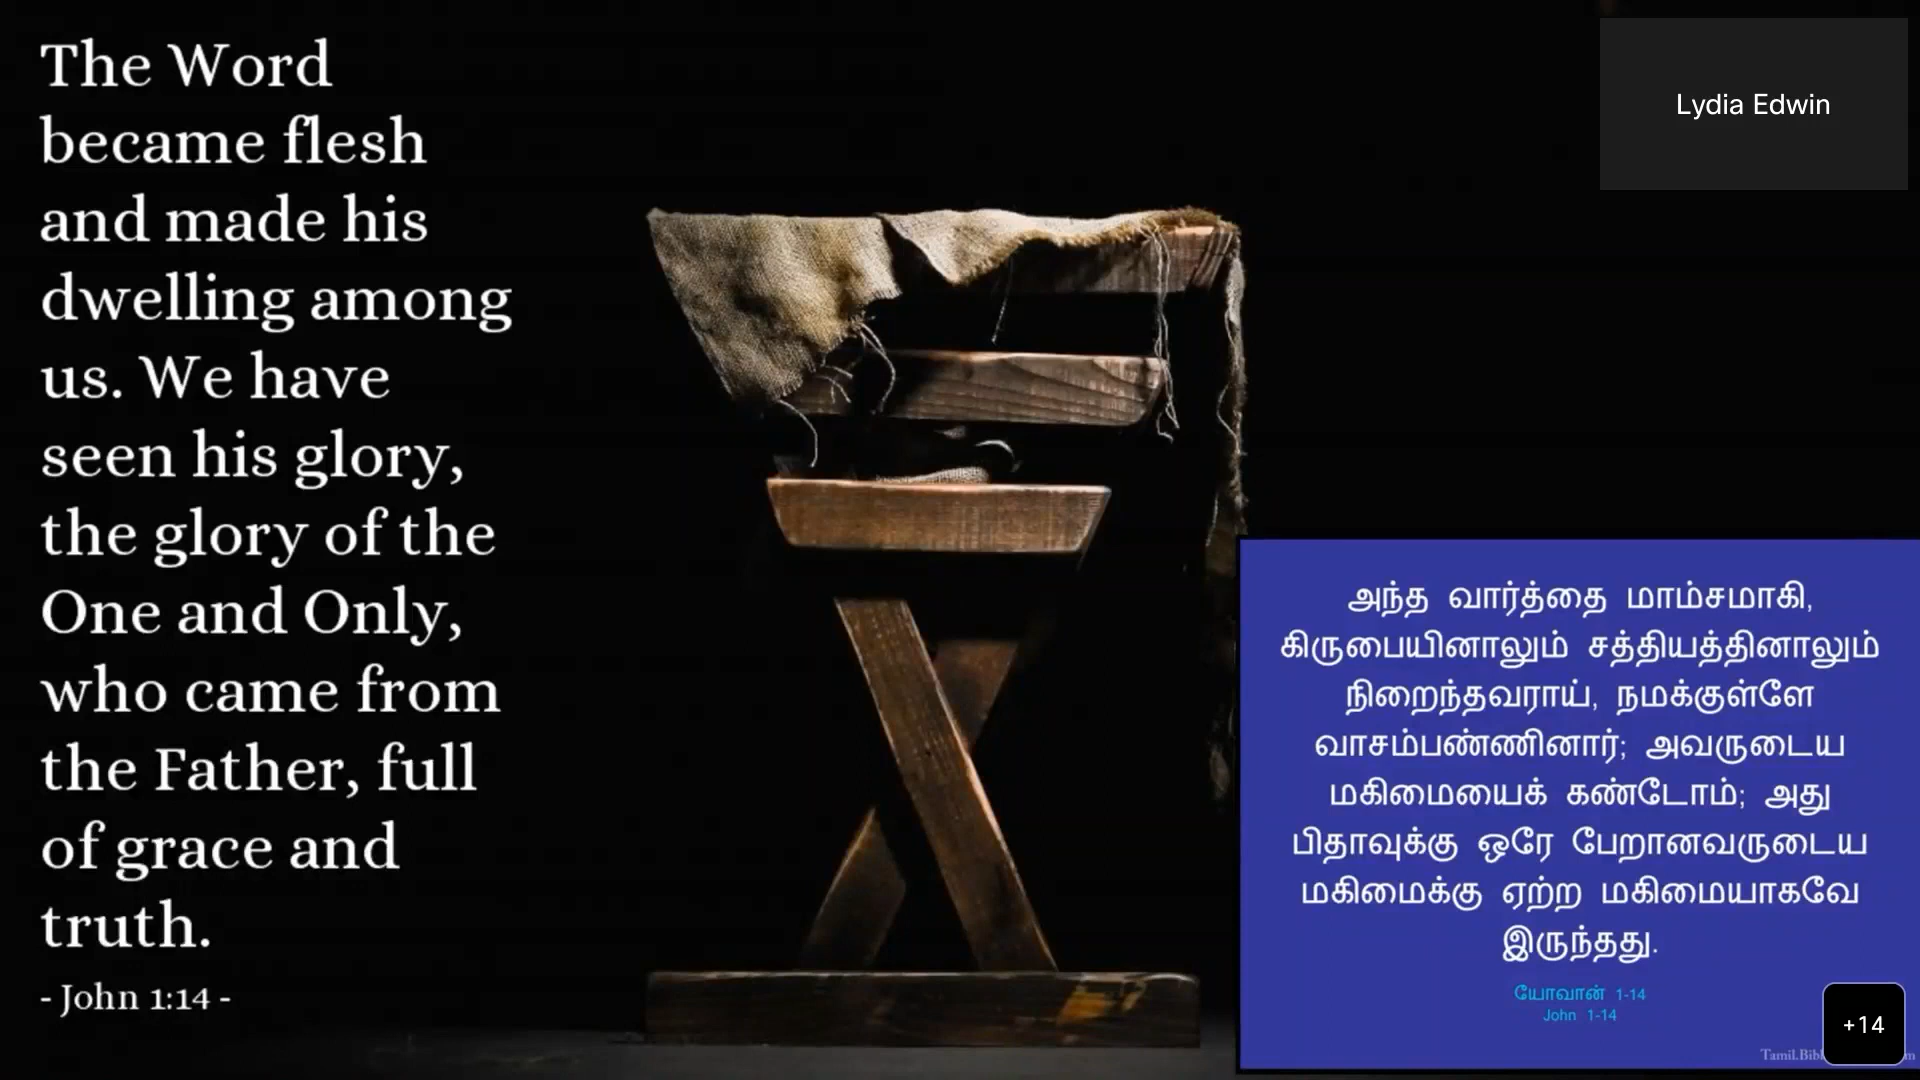 The Word
became flesh
and made his
dwelling among
us. We have
seen his glory,
the glory of the
One and Only,
who came from
the Father, full
of grace and
truth.
- John 1:14 -
Lydia Edwin
அந்த வார்த்தை மாம்சமாகி,
கிருபையினாலும் சத்தியத்தினாலும்
நிறைந்தவராய், நமக்குள்ளே
வாசம்பண்ணினார்; அவருடைய
மகிமையைக் கண்டோம்; அது
பிதாவுக்கு ஒரே பேறானவருடைய
மகிமைக்கு ஏற்ற மகிமையாகவே
இருந்தது.
யோவான் 1-14
John 1-14
+14